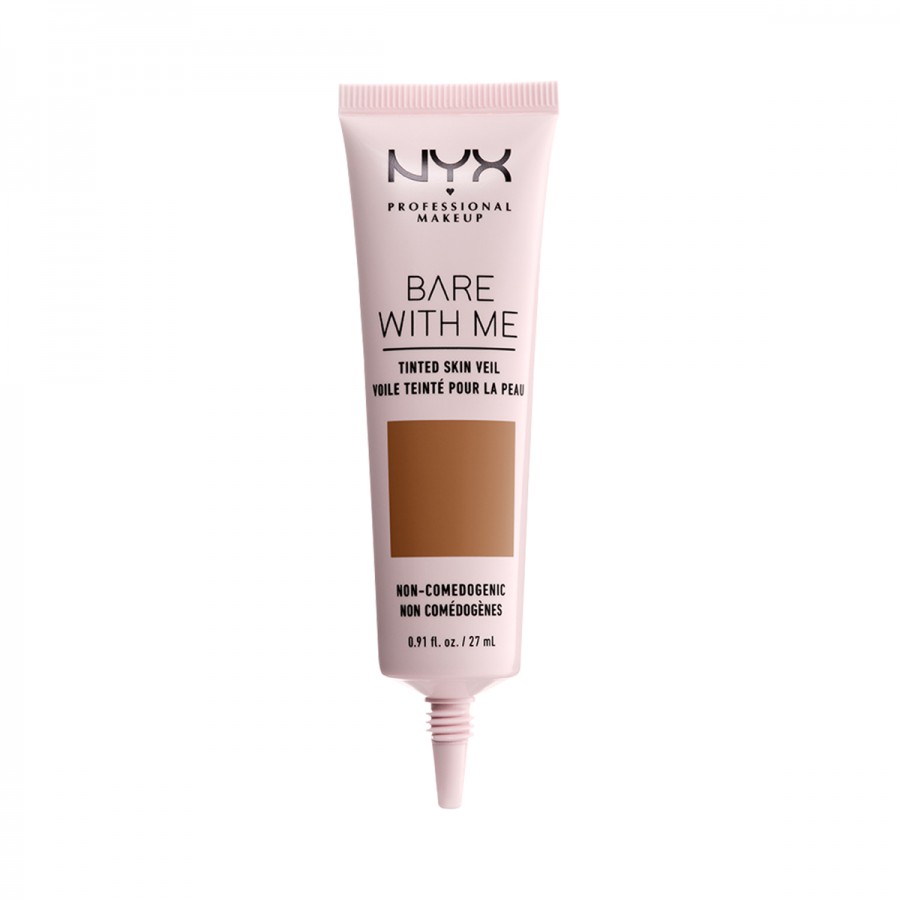 NYX
PROFESSIONAL
MAKEUP
BARE
WITH ME
TINTED SKIN VEIL
VOILE TEINTÉ POUR LA PEAU
NON-COMEDOGENIC
NON COMÉDOGÈNES
0.91 fl. oz. / 27 mL